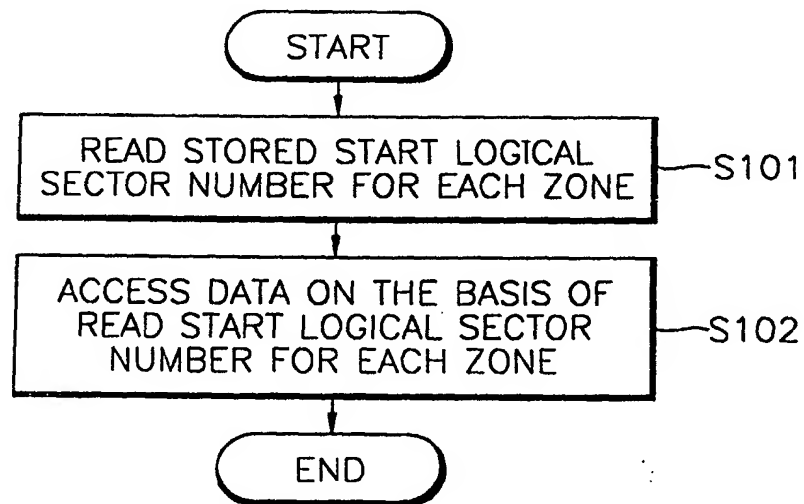 START
READ STORED START LOGICAL
SECTOR NUMBER FOR EACH ZONE
S101
ACCESS DATA ON THE BASIS OF
READ START LOGICAL SECTOR
NUMBER FOR EACH ZONE
S102
END